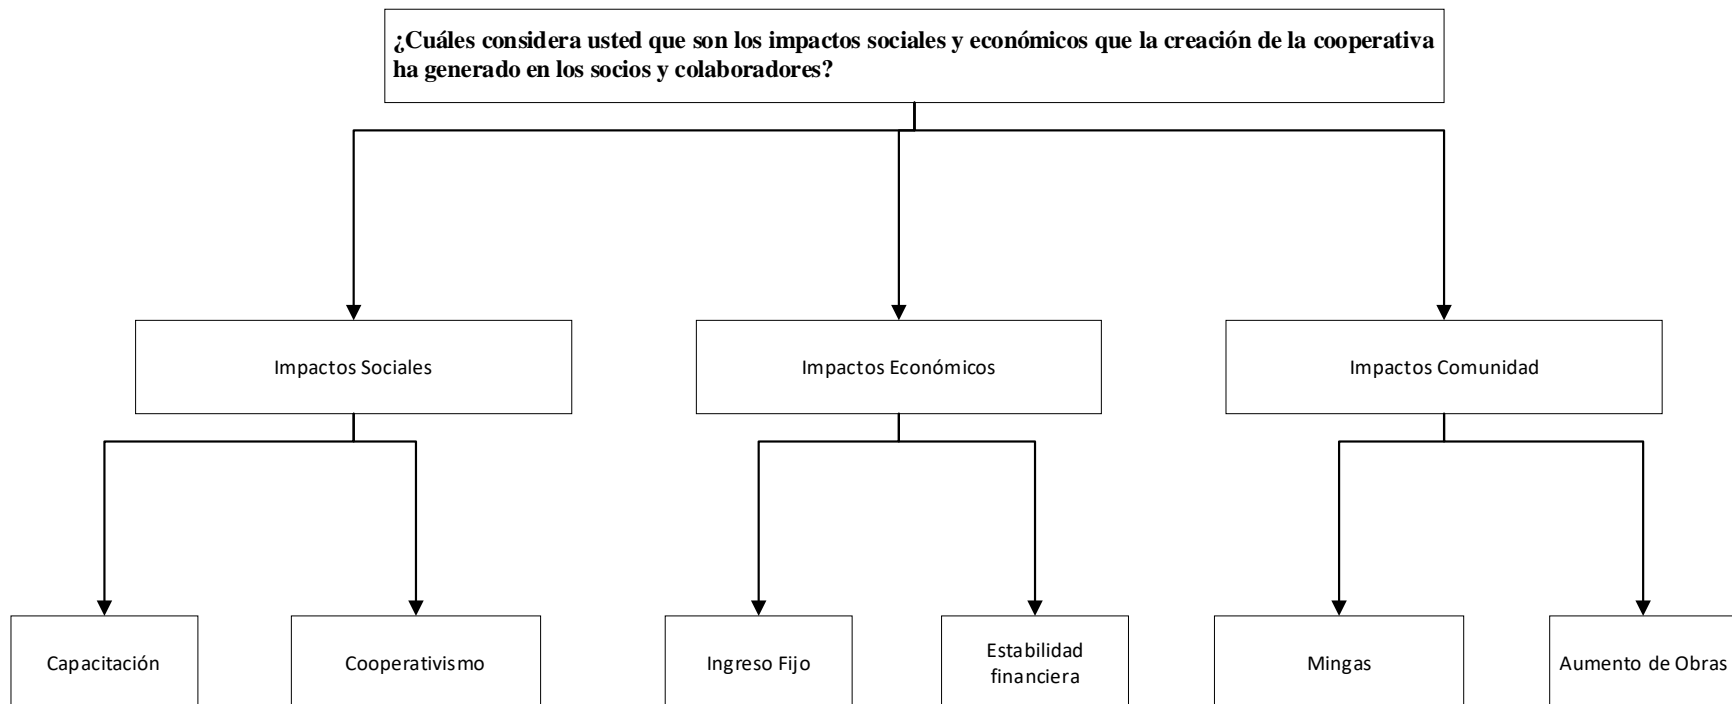 ¿Cuáles considera usted que son los impactos sociales y económicos que la creación de la cooperativa
ha generado en los socios y colaboradores?
Impactos Sociales
Impactos Económicos
Impactos Comunidad
Capacitación
Cooperativismo
Ingreso Fijo
Estabilidad
financiera
Mingas
Aumento de Obras